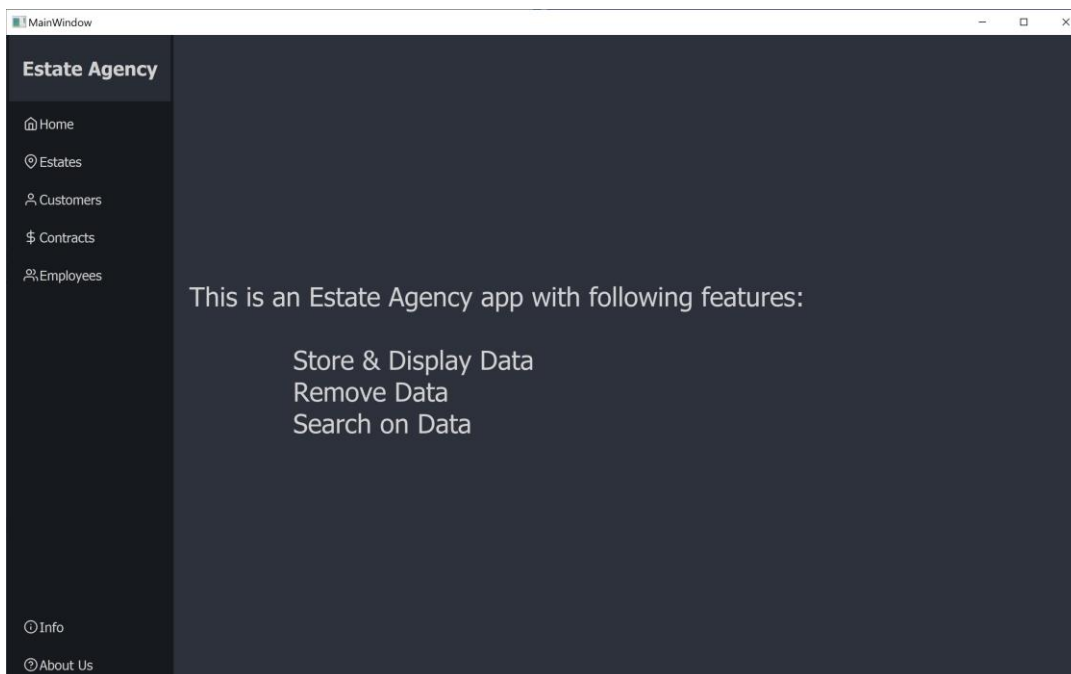 MainWindow
Estate Agency
Home
Estates
Customers
$ Contracts
Employees
This is an Estate Agency app with following features:
Store & Display Data
Remove Data
Search on Data
Info
About Us